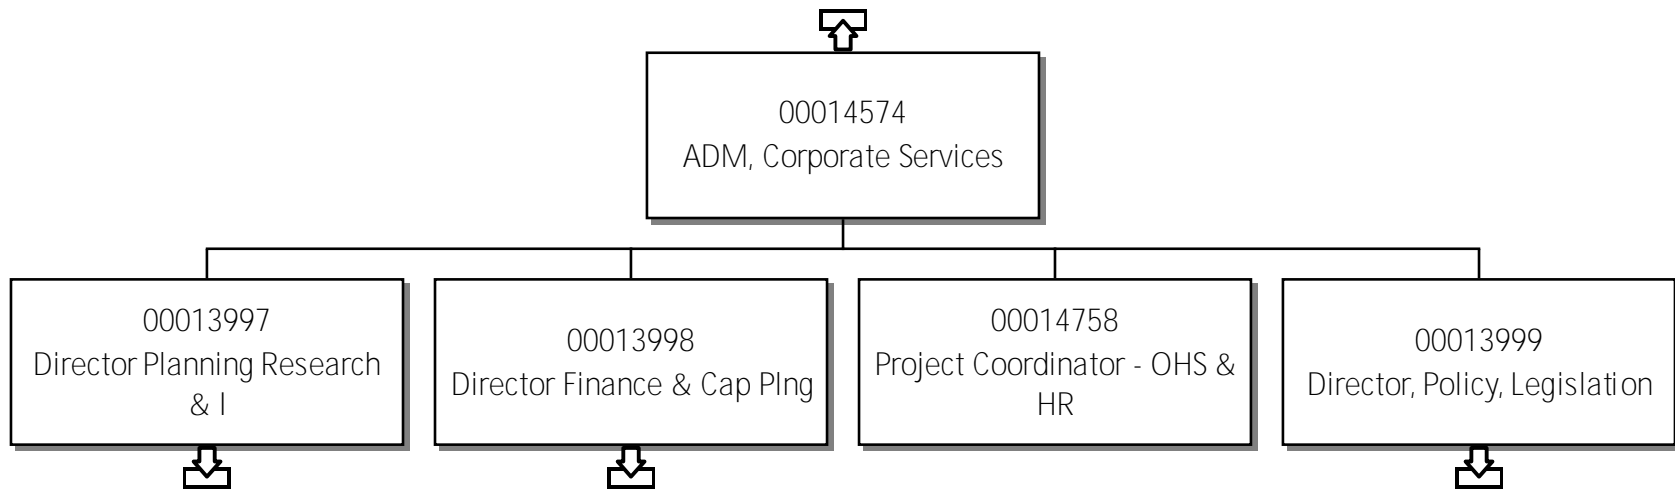 00014574
ADM, Corporate Services
00013997
Director Planning Research
& I
00013998
Director Finance & Cap Plng
00014758
Project Coordinator - OHS &
HR
00013999
Director, Policy, Legislation